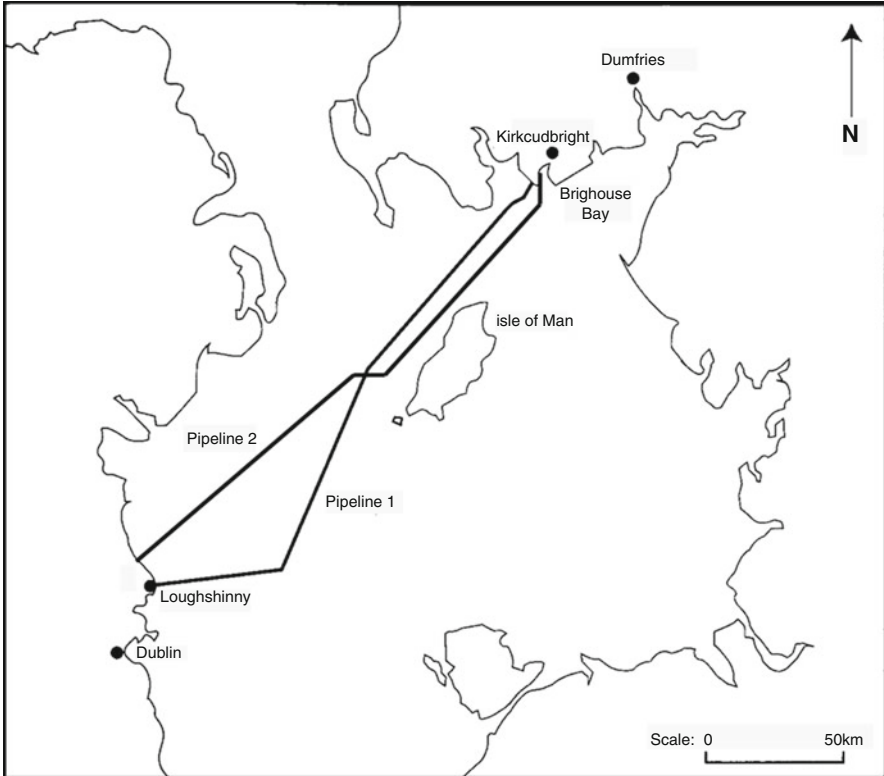 Dumfries
Kirkcudbright
N
Brighouse
Bay
isle of Man
Pipeline 2
Pipeline 1
Loughshinny
Dublin
Scale: 0 50km